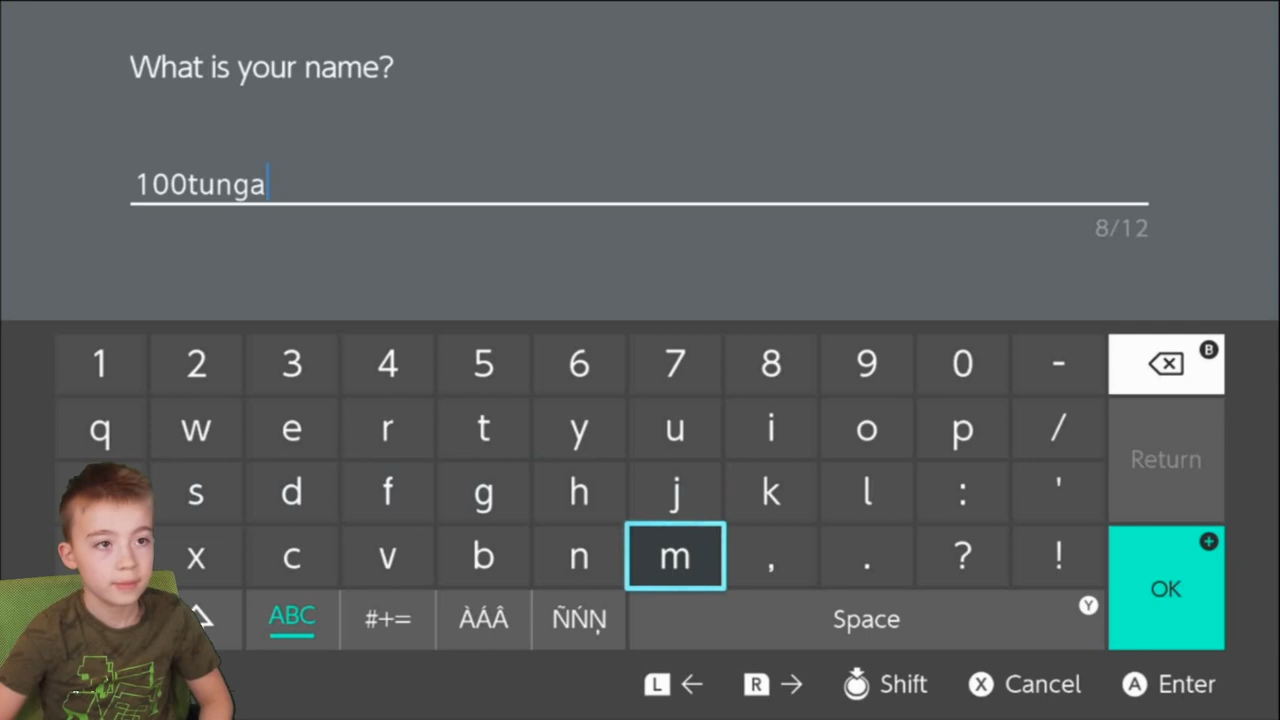 What is your name?
100tunga
8/12
1 2 3 4 5 6 7 8 9 0 - B
q w e r t y u i o p / Return
s d f g h j k l : '
x c v b n m , . ? ! + OK
ABC #+= ÀÁÂ ÑŃŅ Space Y
L ← R → Shift X Cancel A Enter